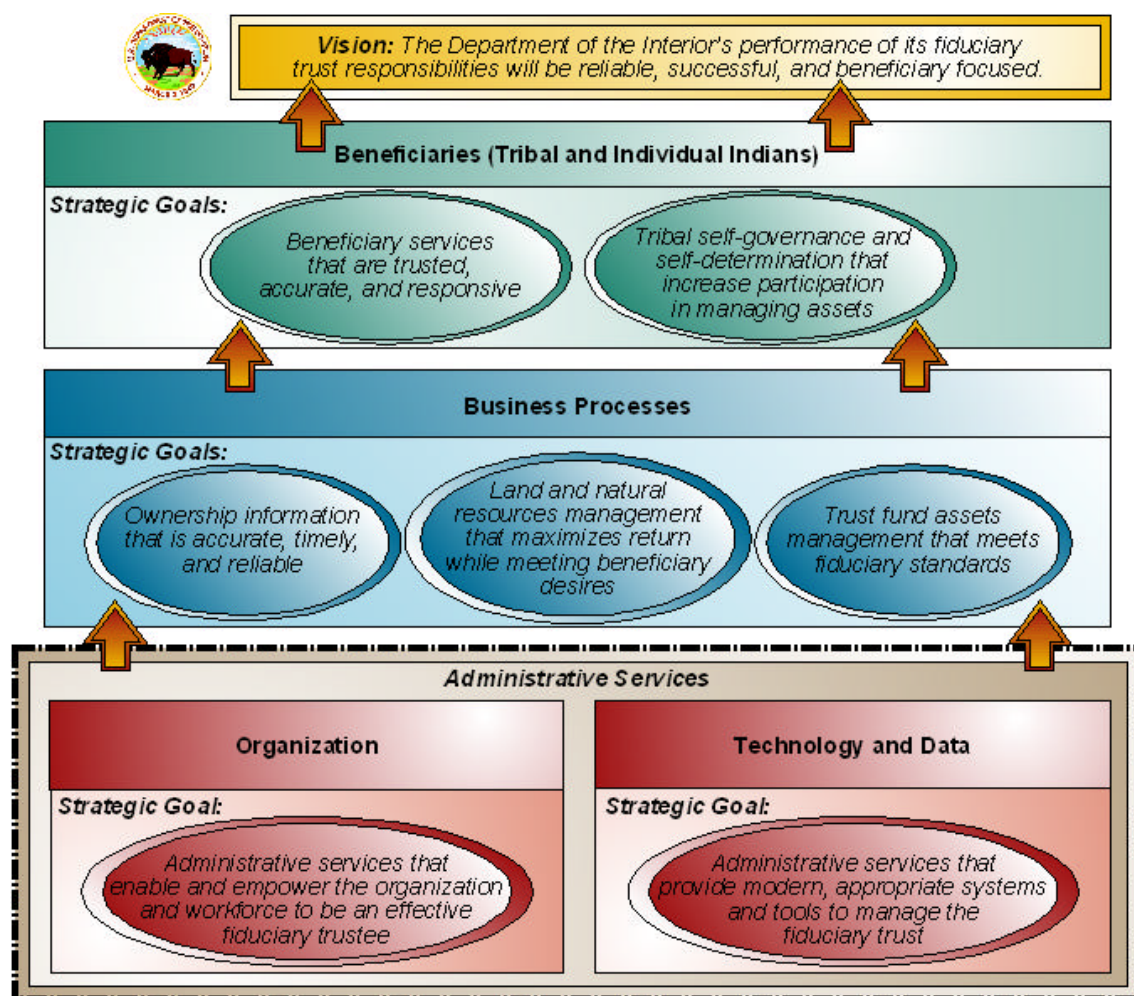 Vision: The Department of the Interior's performance of its fiduciary
trust responsibilities will be reliable, successful, and beneficiary focused.
Beneficiaries (Tribal and Individual Indians)
Strategic Goals:
Beneficiary services
that are trusted,
accurate, and responsive
Tribal self-governance and
self-determination that
increase participation
in managing assets
Business Processes
Strategic Goals:
Ownership information
that is accurate, timely,
and reliable
Land and natural
resources management
that maximizes return
while meeting beneficiary
desires
Trust fund assets
management that meets
fiduciary standards
Administrative Services
Organization
Strategic Goal:
Administrative services that
enable and empower the organization
and workforce to be an effective
fiduciary trustee
Technology and Data
Strategic Goal:
Administrative services that
provide modern, appropriate systems
and tools to manage the
fiduciary trust